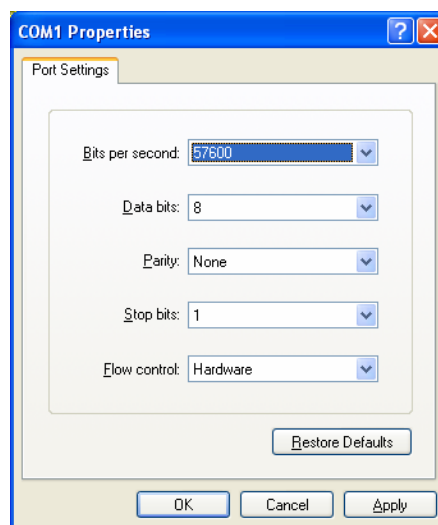 COM1 Properties
Port Settings
Bits per second: 57600
Data bits: 8
Parity: None
Stop bits: 1
Flow control: Hardware
Restore Defaults
OK Cancel Apply